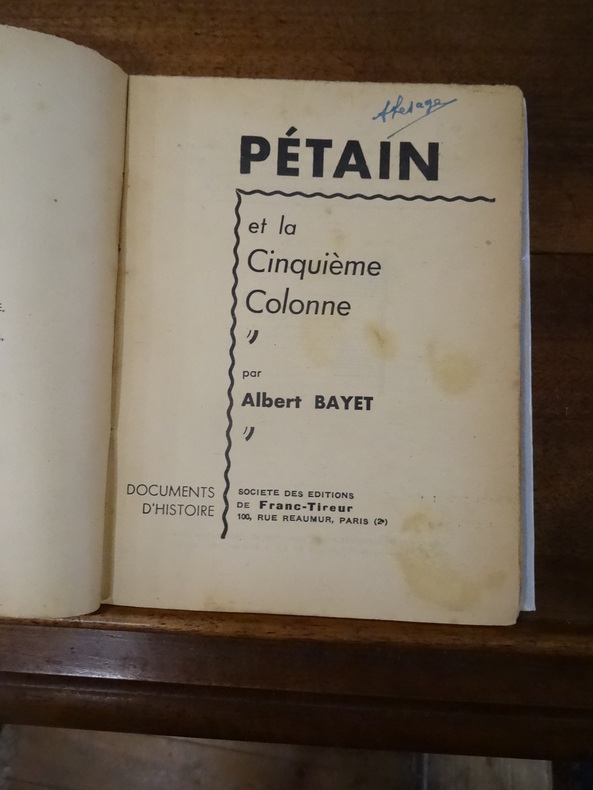 Alesage
PÉTAIN
et la
Cinquième
Colonne
par
Albert BAYET
DOCUMENTS
D'HISTOIRE
SOCIETE DES EDITIONS
DE Franc-Tireur
100, RUE REAUMUR, PARIS (2e)